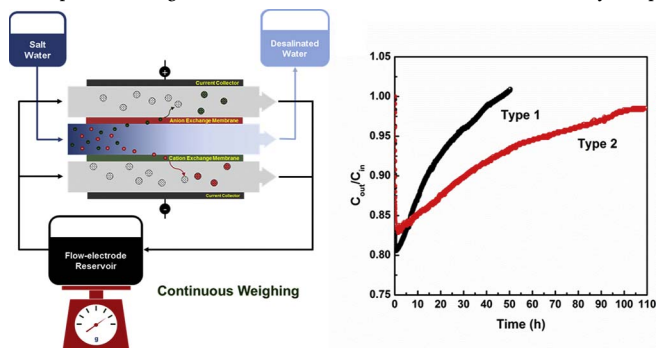 Salt
Water
Desalinated
Water
+
Current Collector
Anion Exchange Membrane
Cation Exchange Membrane
Current Collector
-
Flow-electrode
Reservoir
g
Continuous Weighing
C_out/C_in
1.05
1.00
0.95
0.90
0.85
0.80
0.75
Type 1
Type 2
0 10 20 30 40 50 60 70 80 90 100 110
Time (h)